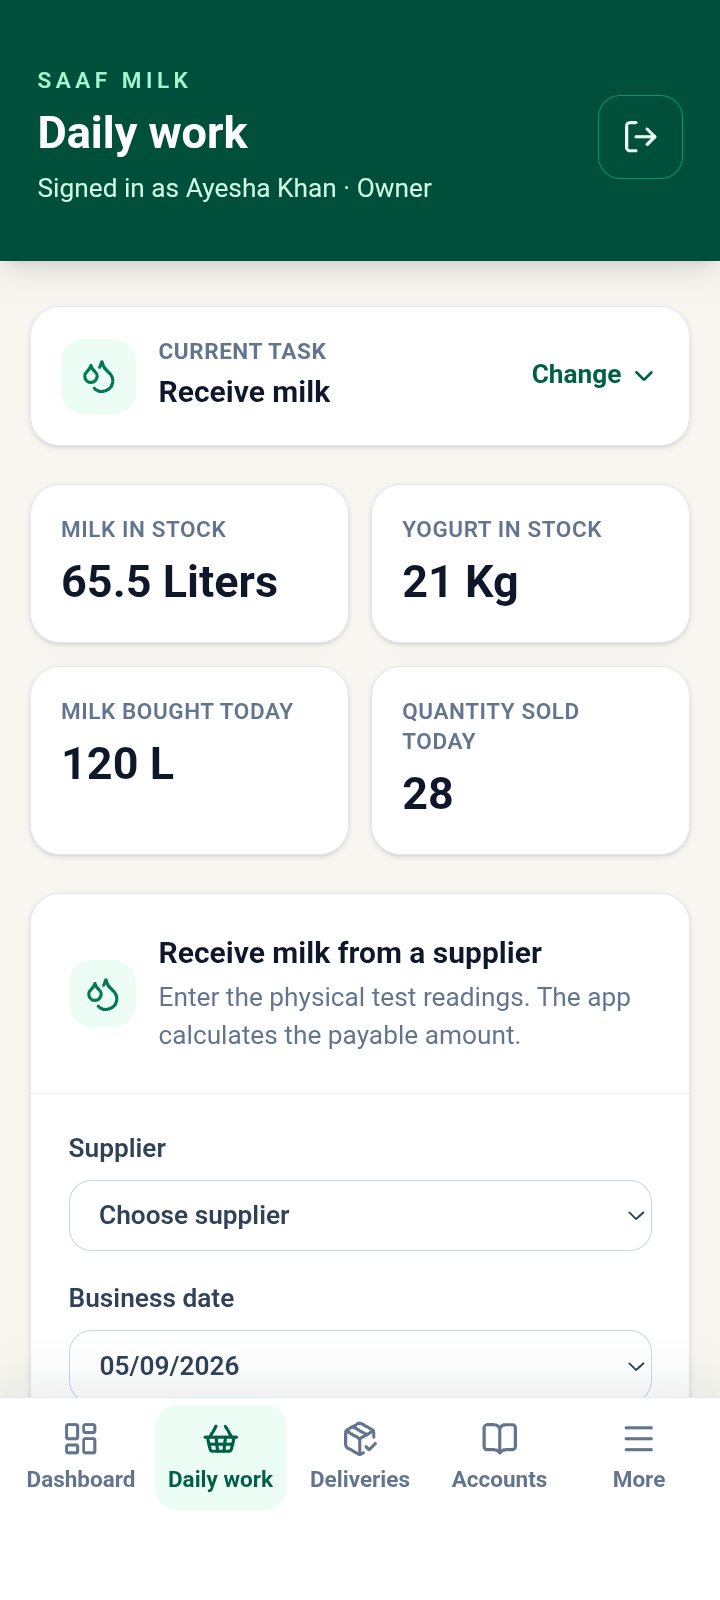 SAAF MILK
Daily work
Signed in as Ayesha Khan · Owner
CURRENT TASK
Receive milk
Change
MILK IN STOCK
65.5 Liters
YOGURT IN STOCK
21 Kg
MILK BOUGHT TODAY
120 L
QUANTITY SOLD
TODAY
28
Receive milk from a supplier
Enter the physical test readings. The app
calculates the payable amount.
Supplier
Choose supplier
Business date
05/09/2026
Dashboard
Daily work
Deliveries
Accounts
More